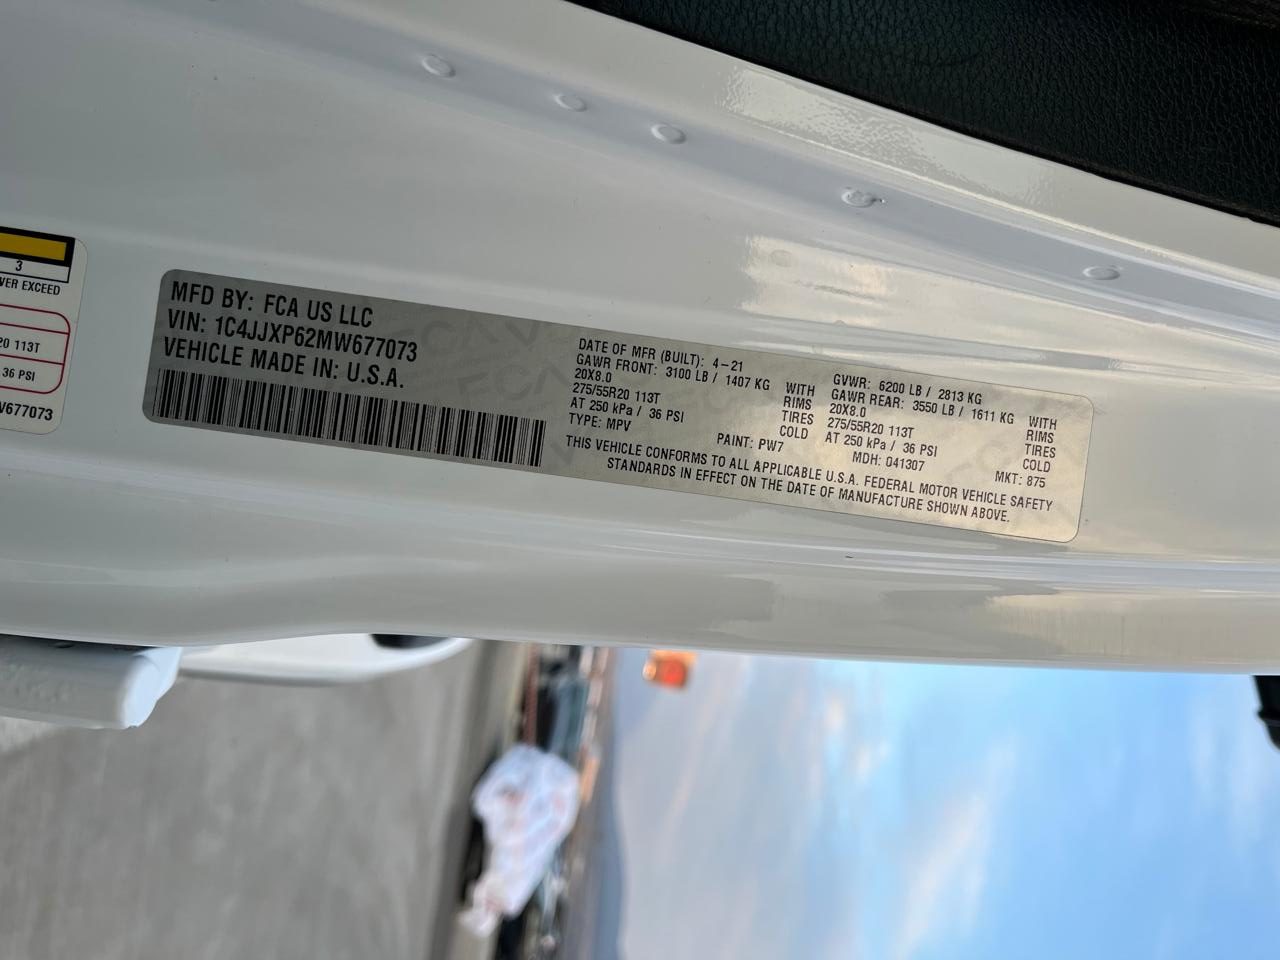 3
VER EXCEED
20 113T
36 PSI
W677073
MFD BY: FCA US LLC
VIN: 1C4JJXP62MW677073
VEHICLE MADE IN: U.S.A.
DATE OF MFR (BUILT): 4-21
GAWR FRONT: 3100 LB / 1407 KG WITH
20X8.0 RIMS
275/55R20 113T TIRES
AT 250 kPa / 36 PSI COLD
TYPE: MPV PAINT: PW7
GVWR: 6200 LB / 2813 KG
GAWR REAR: 3550 LB / 1611 KG WITH
20X8.0 RIMS
275/55R20 113T TIRES
AT 250 kPa / 36 PSI COLD
MDH: 041307 MKT: 875
THIS VEHICLE CONFORMS TO ALL APPLICABLE U.S.A. FEDERAL MOTOR VEHICLE SAFETY
STANDARDS IN EFFECT ON THE DATE OF MANUFACTURE SHOWN ABOVE.